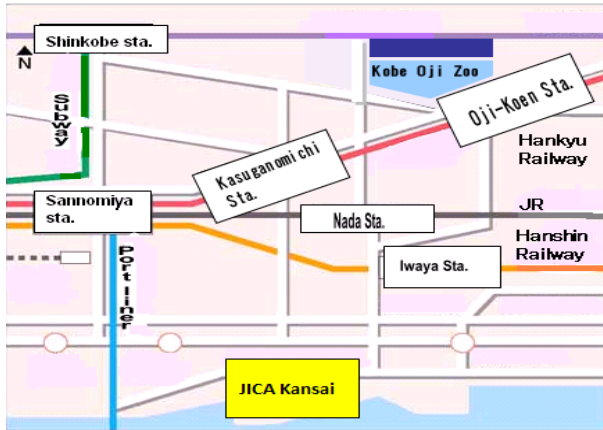 Shinkobe sta.
N
Subway
Kobe Oji Zoo
Oji-Koen Sta.
Hankyu
Railway
Kasuganomichi
Sta.
Sannomiya
sta.
Nada Sta.
JR
Hanshin
Railway
Iwaya Sta.
Port liner
JICA Kansai